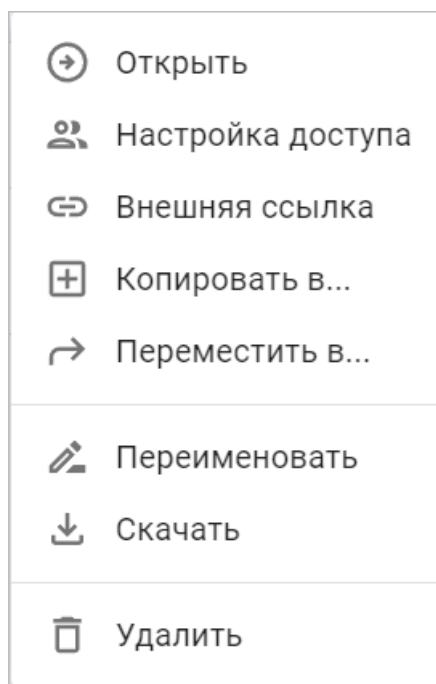 Открыть
Настройка доступа
Внешняя ссылка
Копировать в...
Переместить в...
Переименовать
Скачать
Удалить